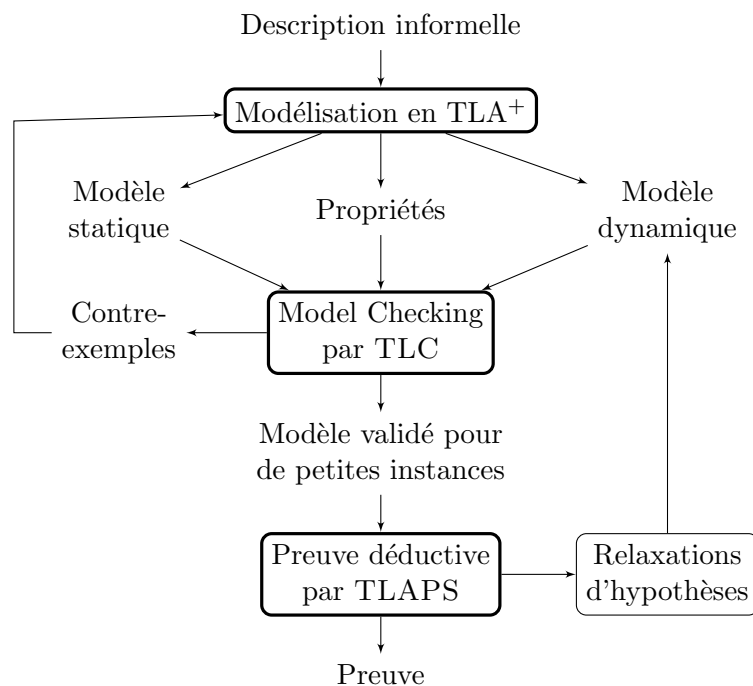 Description informelle
Modélisation en TLA⁺
Modèle
statique
Propriétés
Modèle
dynamique
Contre-
exemples
Model Checking
par TLC
Modèle validé pour
de petites instances
Preuve déductive
par TLAPS
Relaxations
d'hypothèses
Preuve